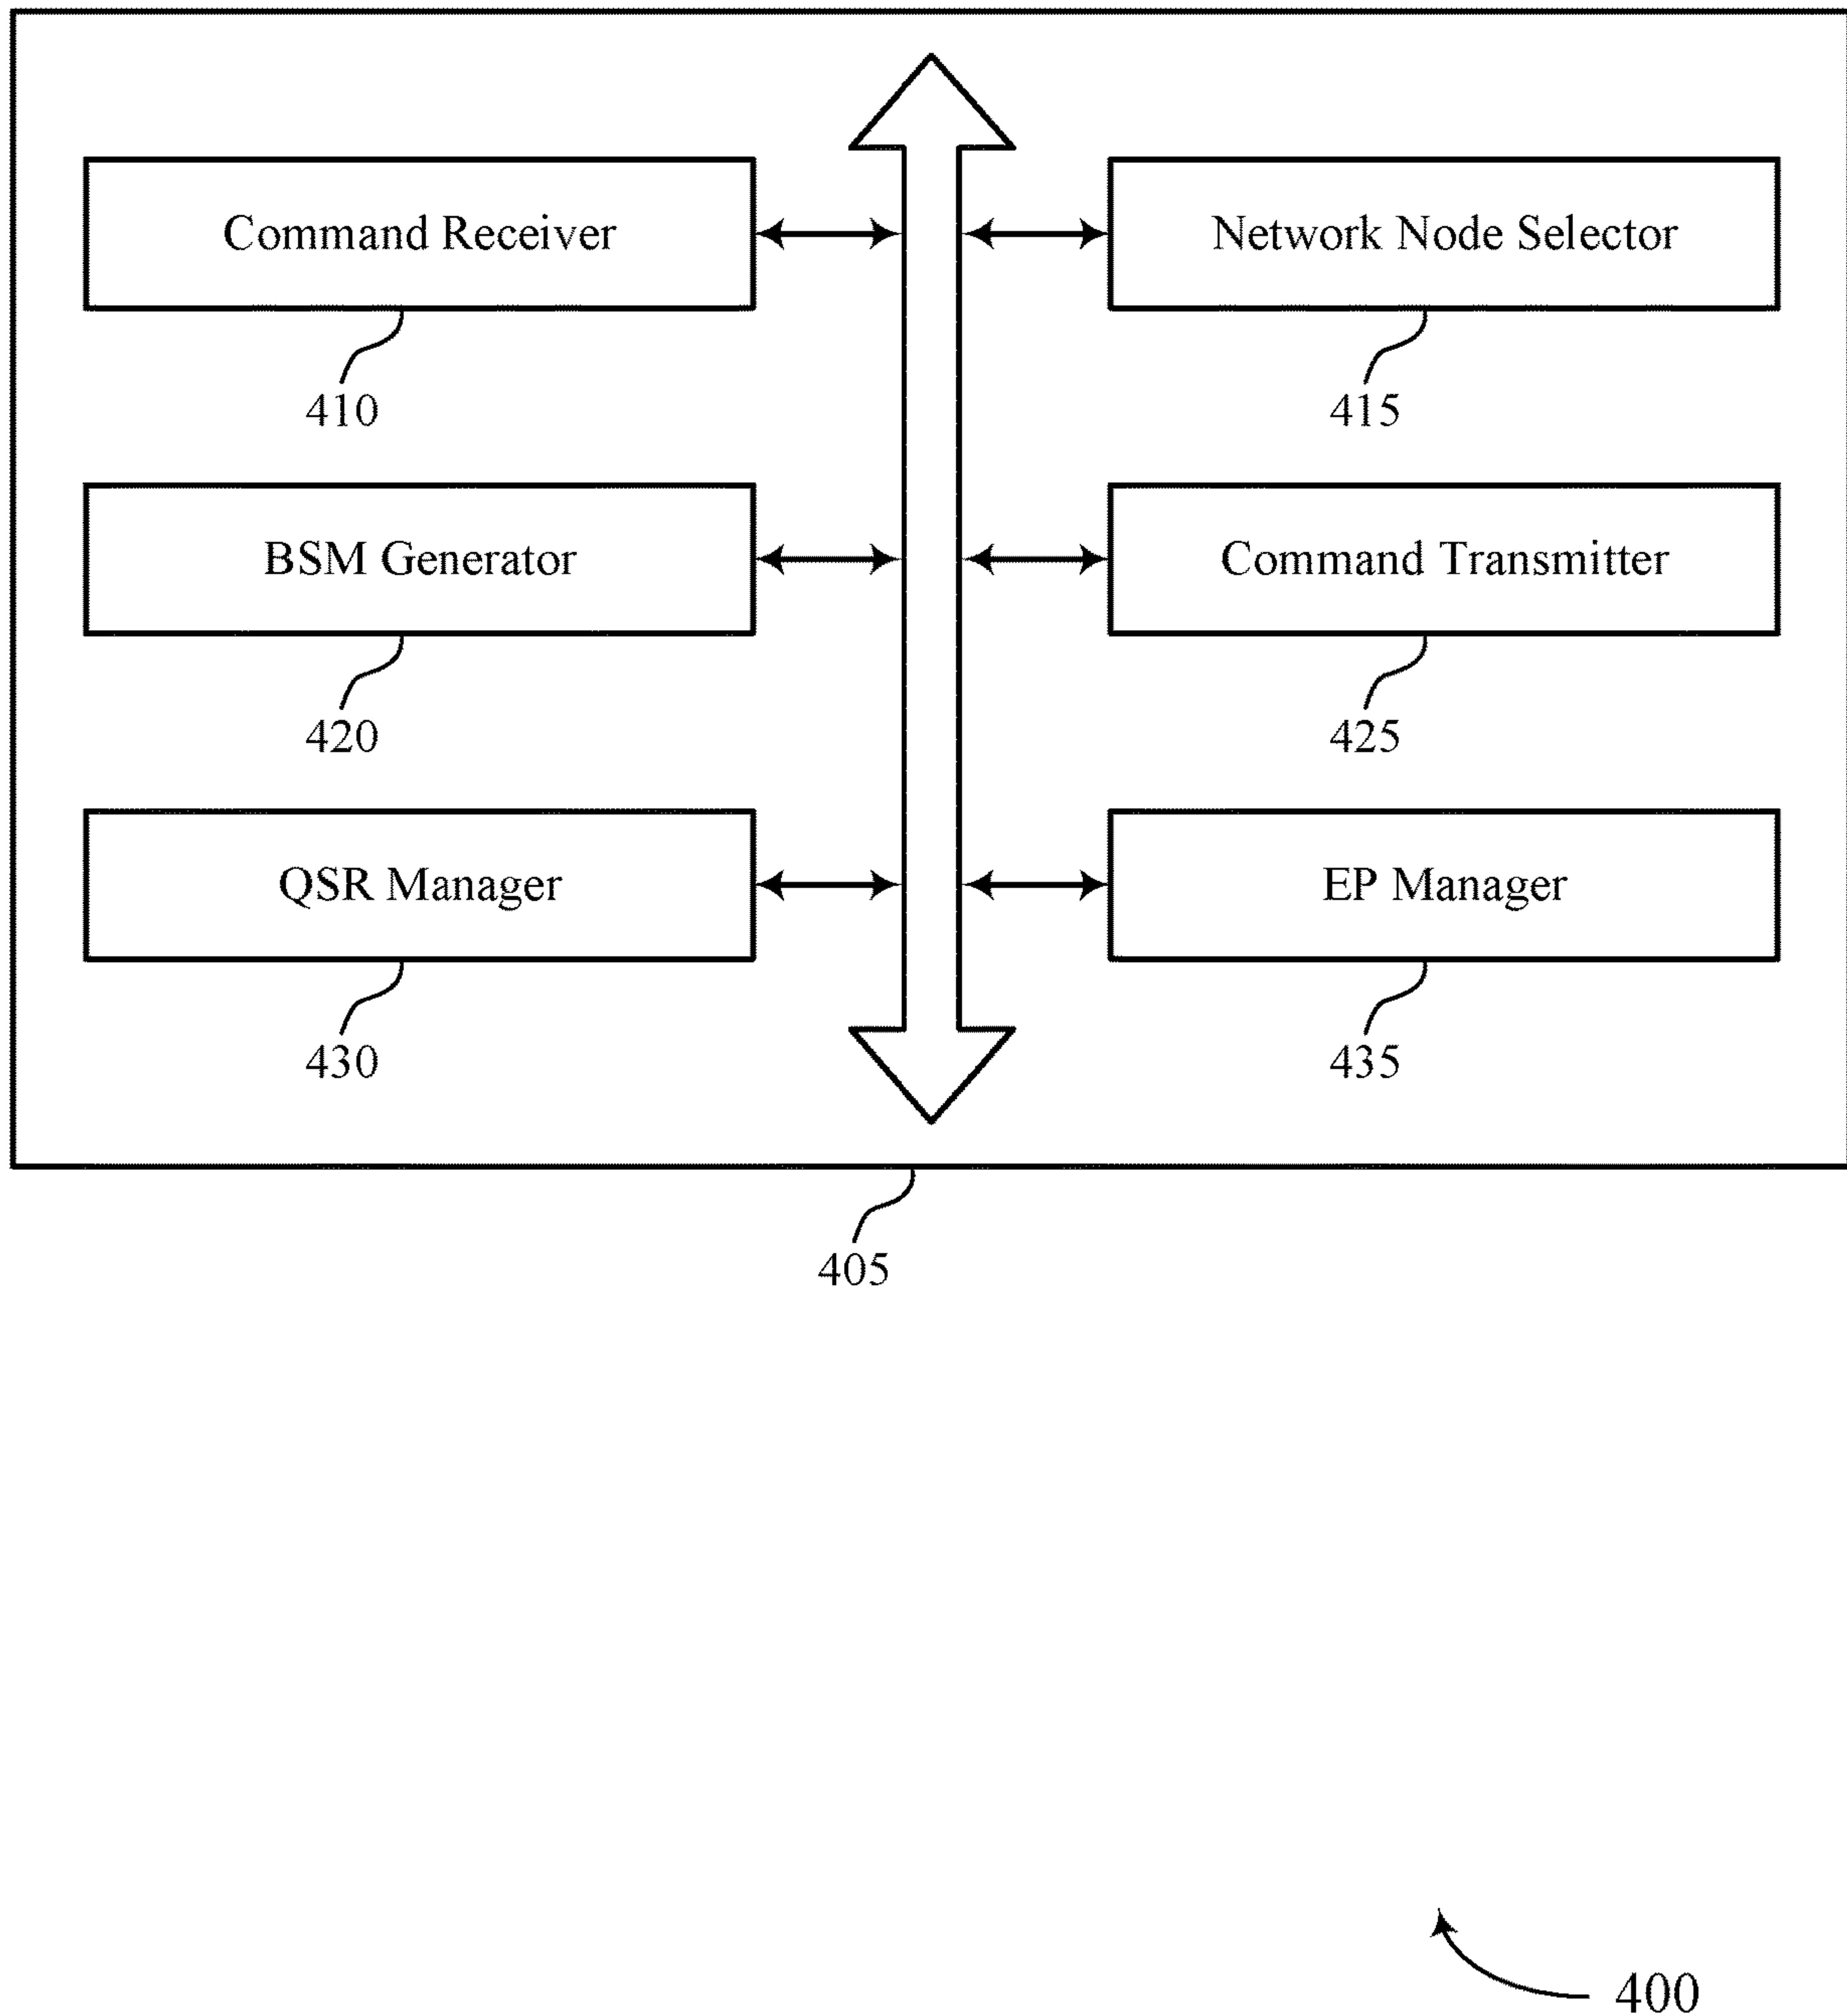 Command Receiver
Network Node Selector
410
415
BSM Generator
Command Transmitter
420
425
QSR Manager
EP Manager
430
435
405
400